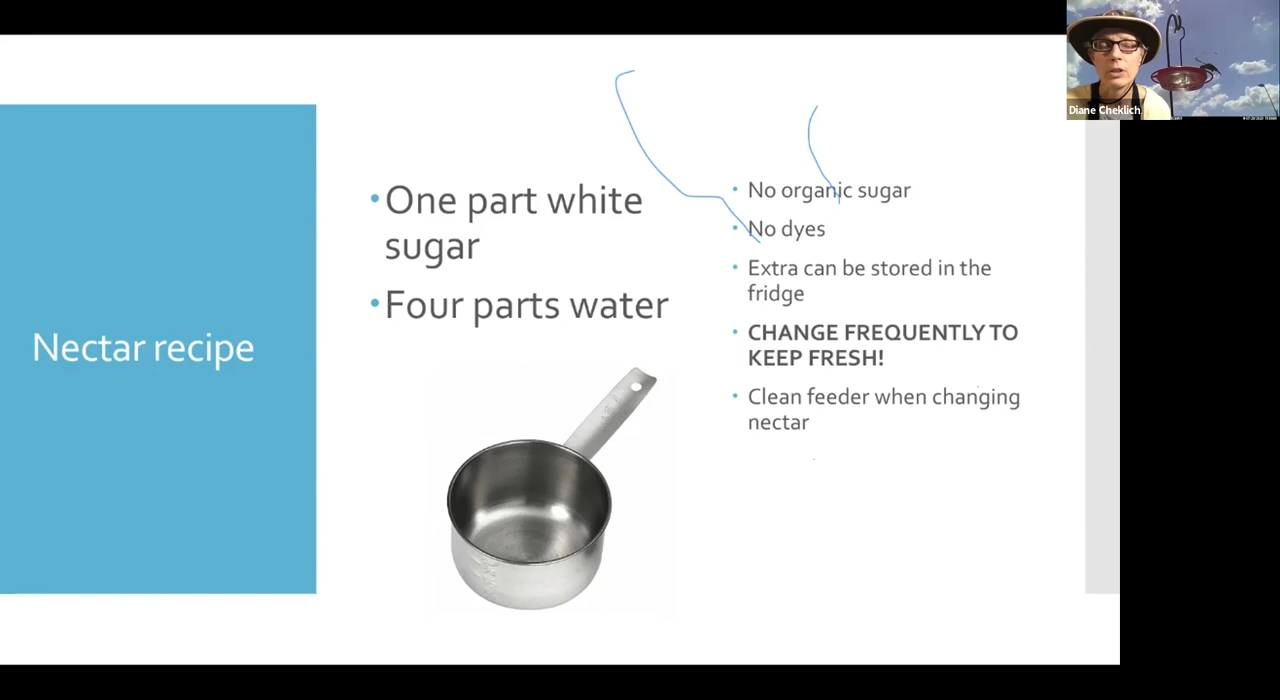 Diane Cheklich
Nectar recipe
•One part white
sugar
•Four parts water
• No organic sugar
• No dyes
• Extra can be stored in the
fridge
• CHANGE FREQUENTLY TO
KEEP FRESH!
• Clean feeder when changing
nectar